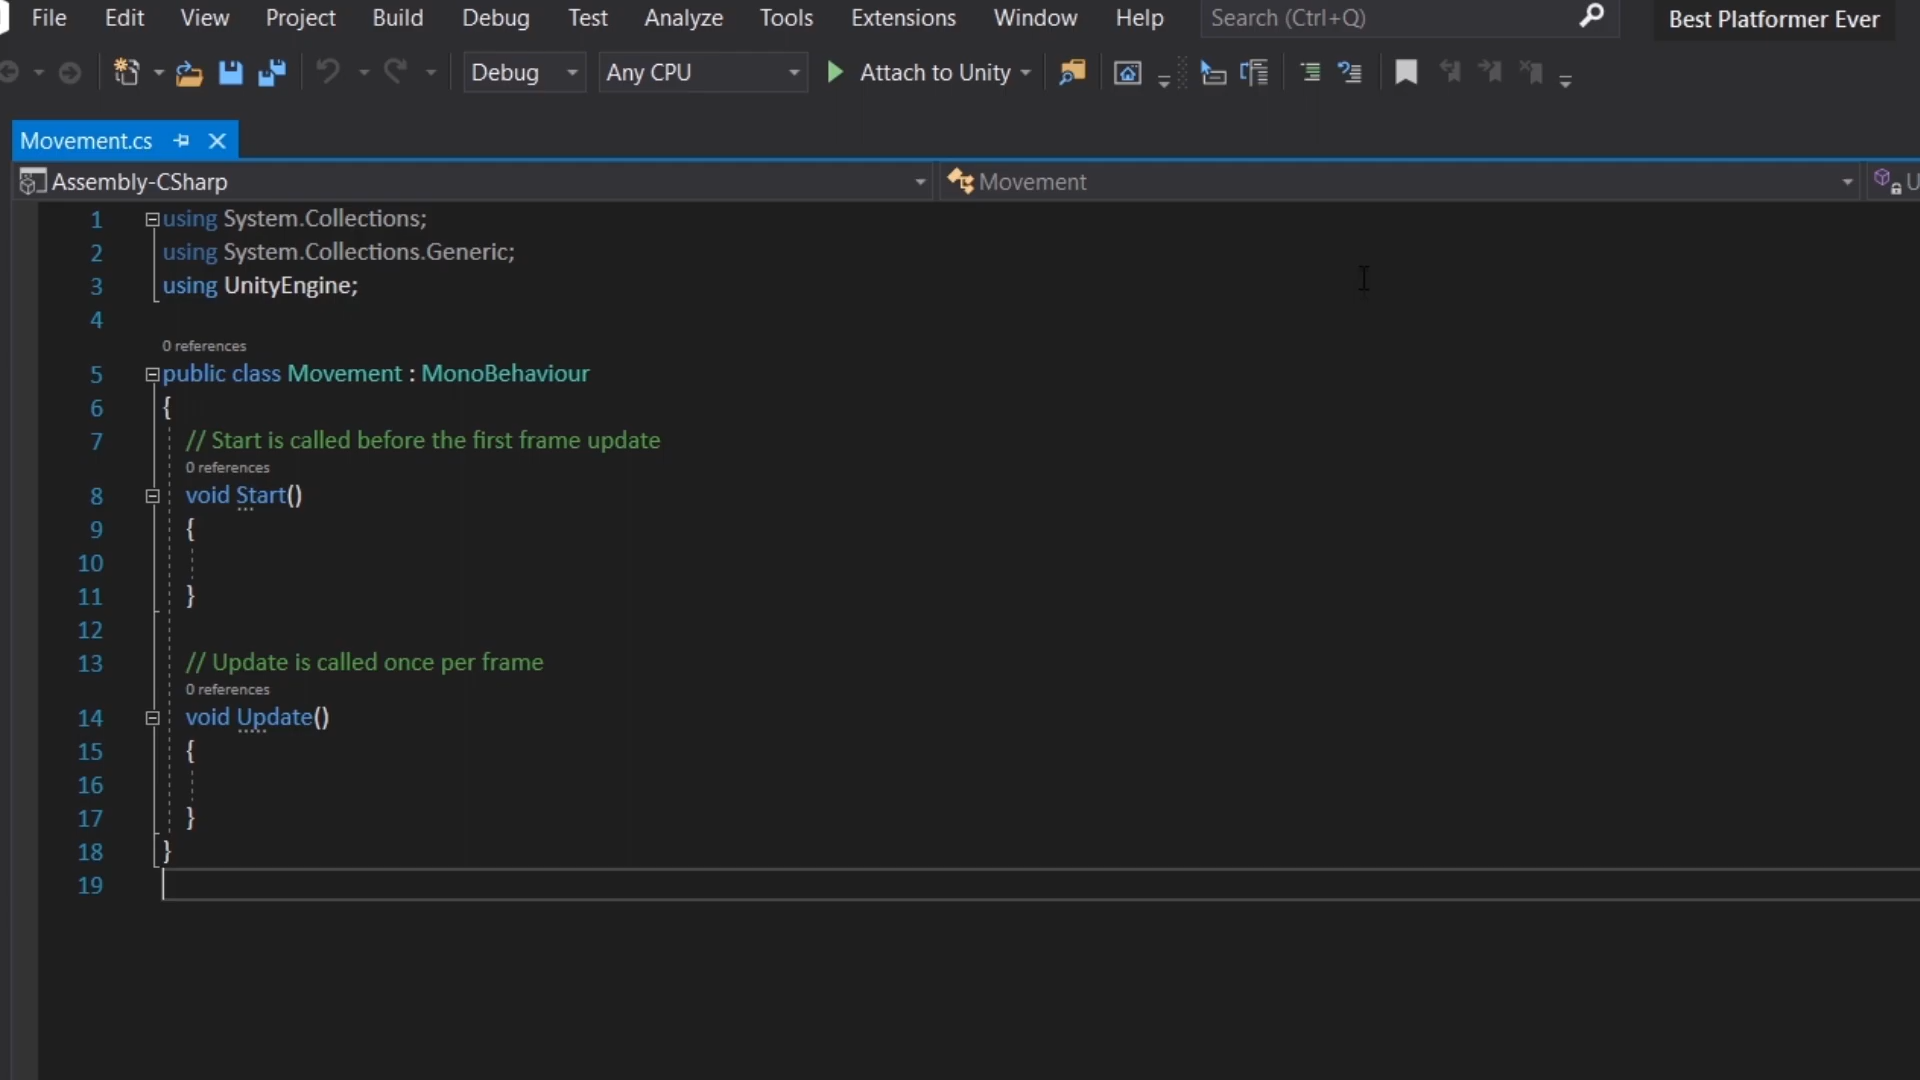 File Edit View Project Build Debug Test Analyze Tools Extensions Window Help Search (Ctrl+Q) Best Platformer Ever
Debug Any CPU Attach to Unity
Movement.cs
Assembly-CSharp Movement U
1 using System.Collections;
2 using System.Collections.Generic;
3 using UnityEngine;
4
0 references
5 public class Movement : MonoBehaviour
6 {
7 // Start is called before the first frame update
0 references
8 void Start()
9 {
10
11 }
12
13 // Update is called once per frame
0 references
14 void Update()
15 {
16
17 }
18 }
19